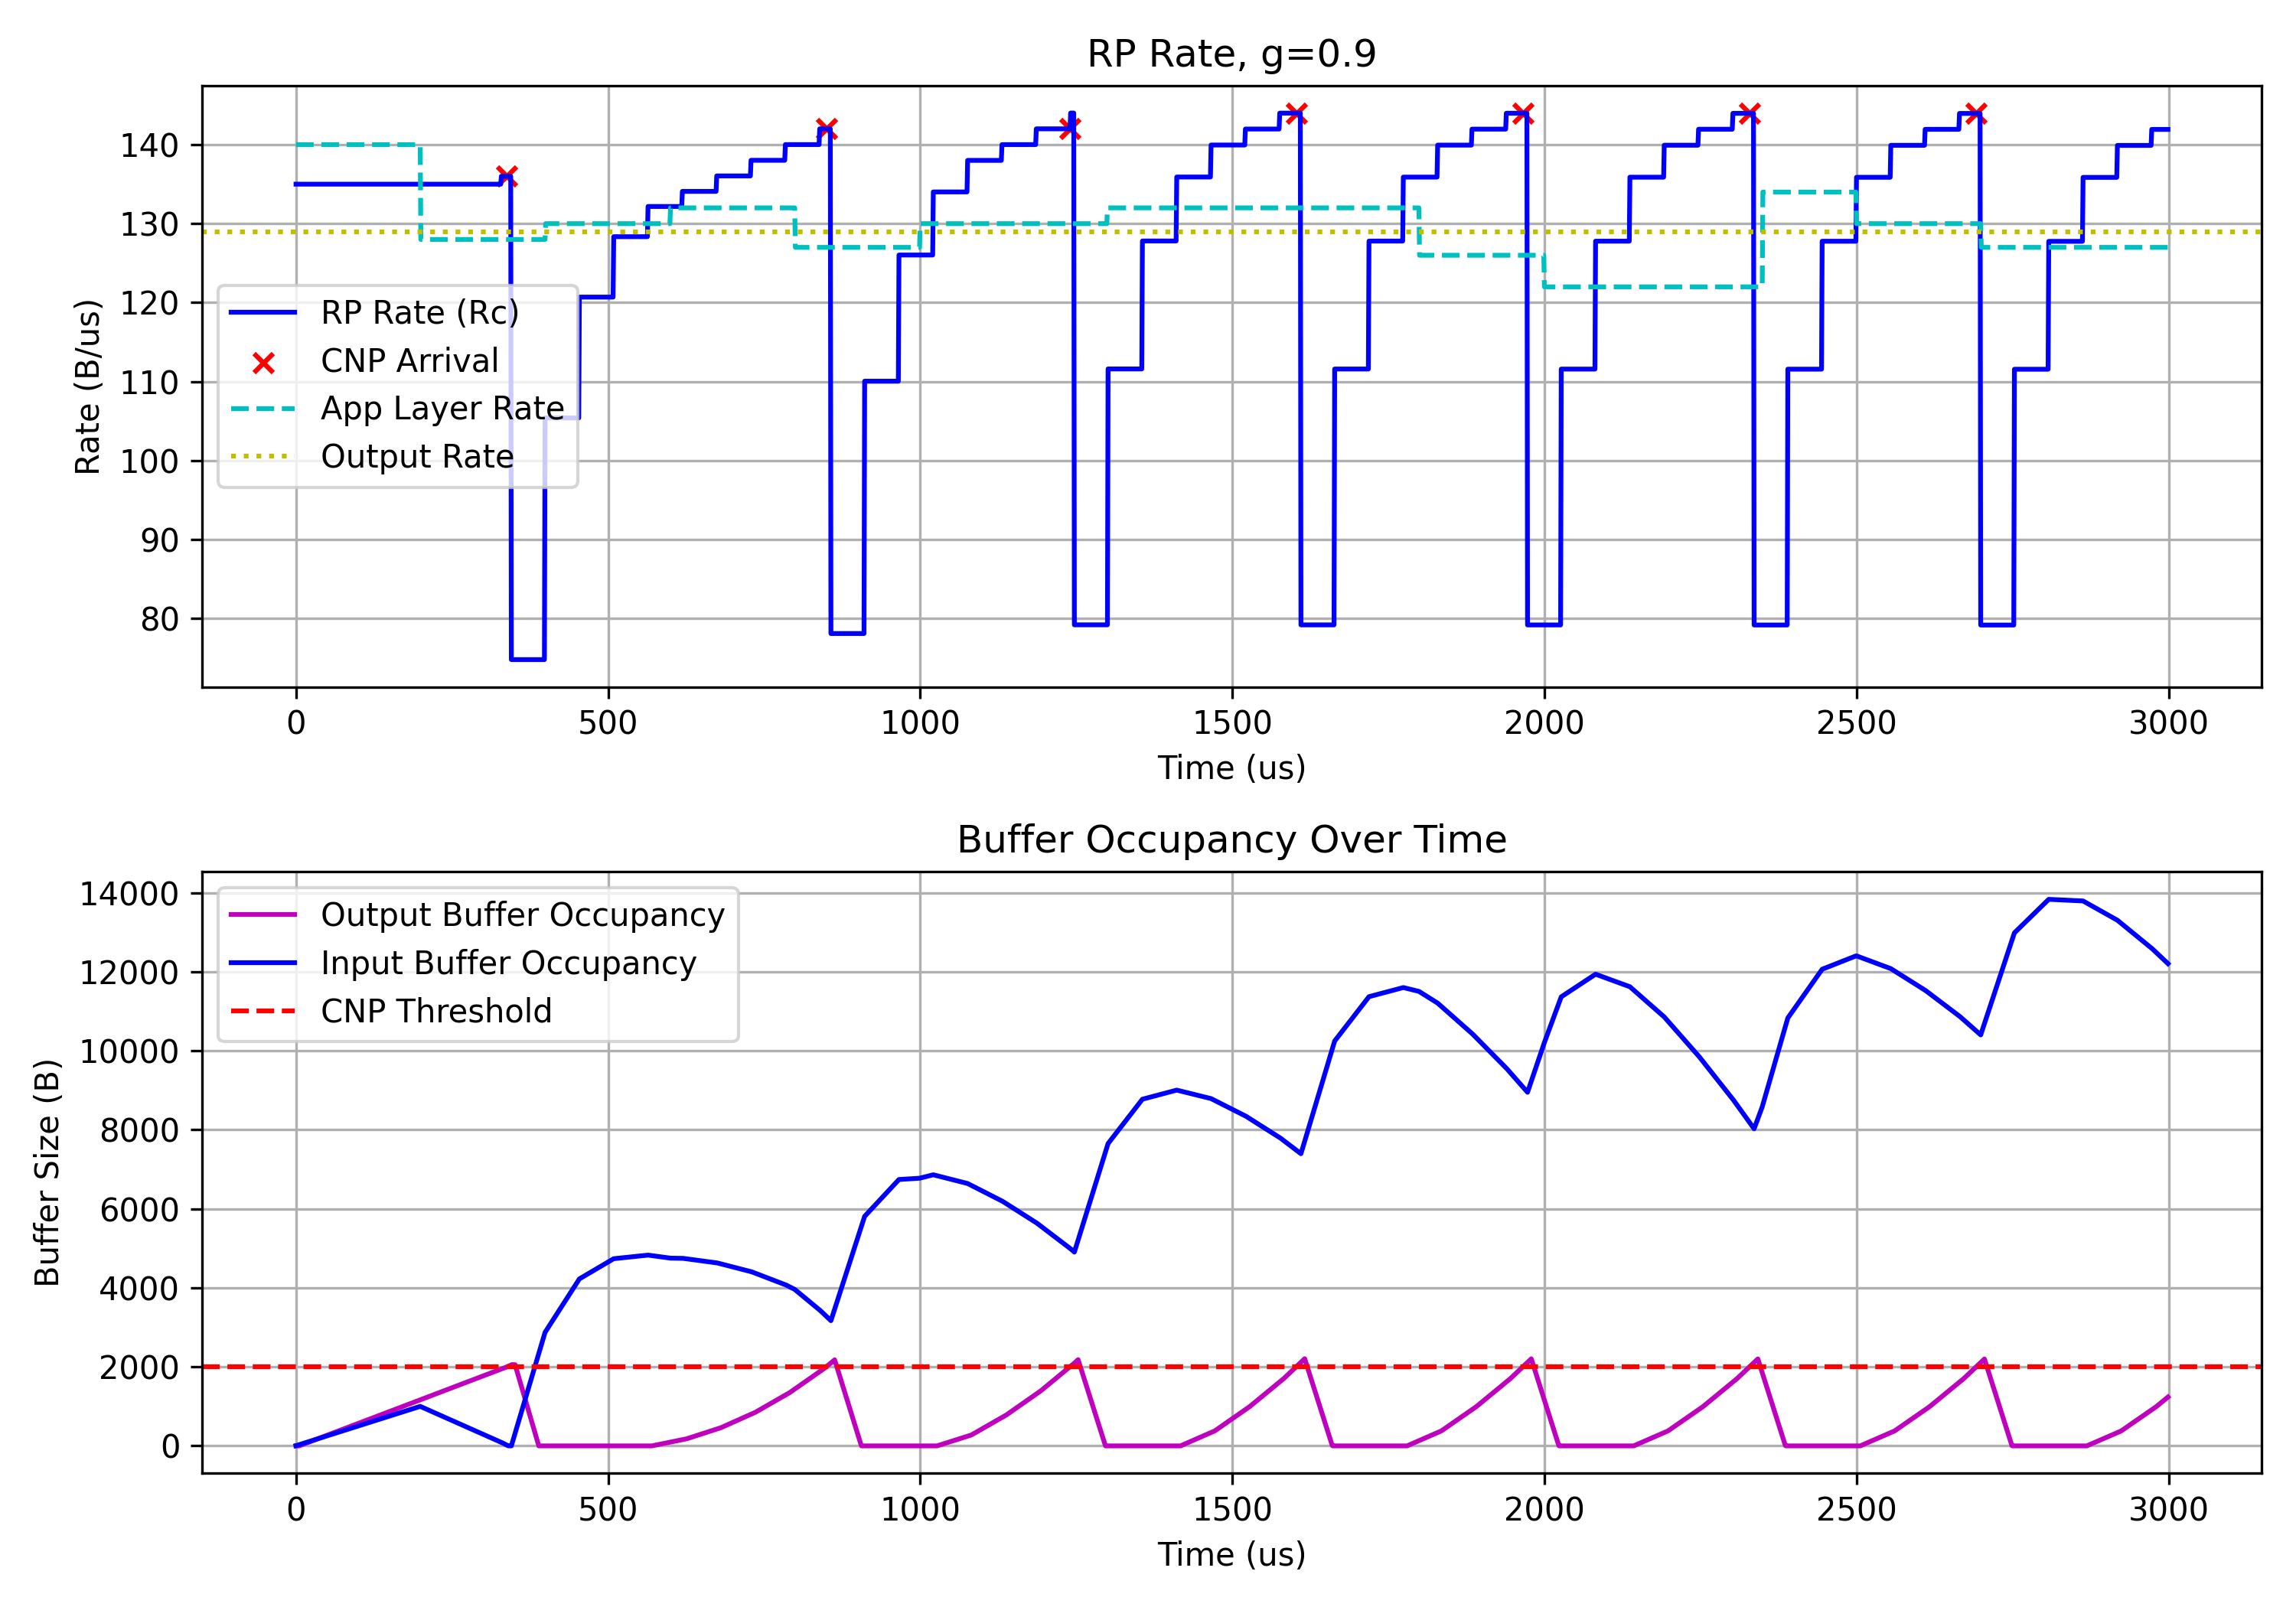 RP Rate, g=0.9
Rate (B/us)
140
130
120
110
100
90
80
RP Rate (Rc)
CNP Arrival
App Layer Rate
Output Rate
0 500 1000 1500 2000 2500 3000
Time (us)
Buffer Occupancy Over Time
Buffer Size (B)
14000
12000
10000
8000
6000
4000
2000
0
Output Buffer Occupancy
Input Buffer Occupancy
CNP Threshold
0 500 1000 1500 2000 2500 3000
Time (us)